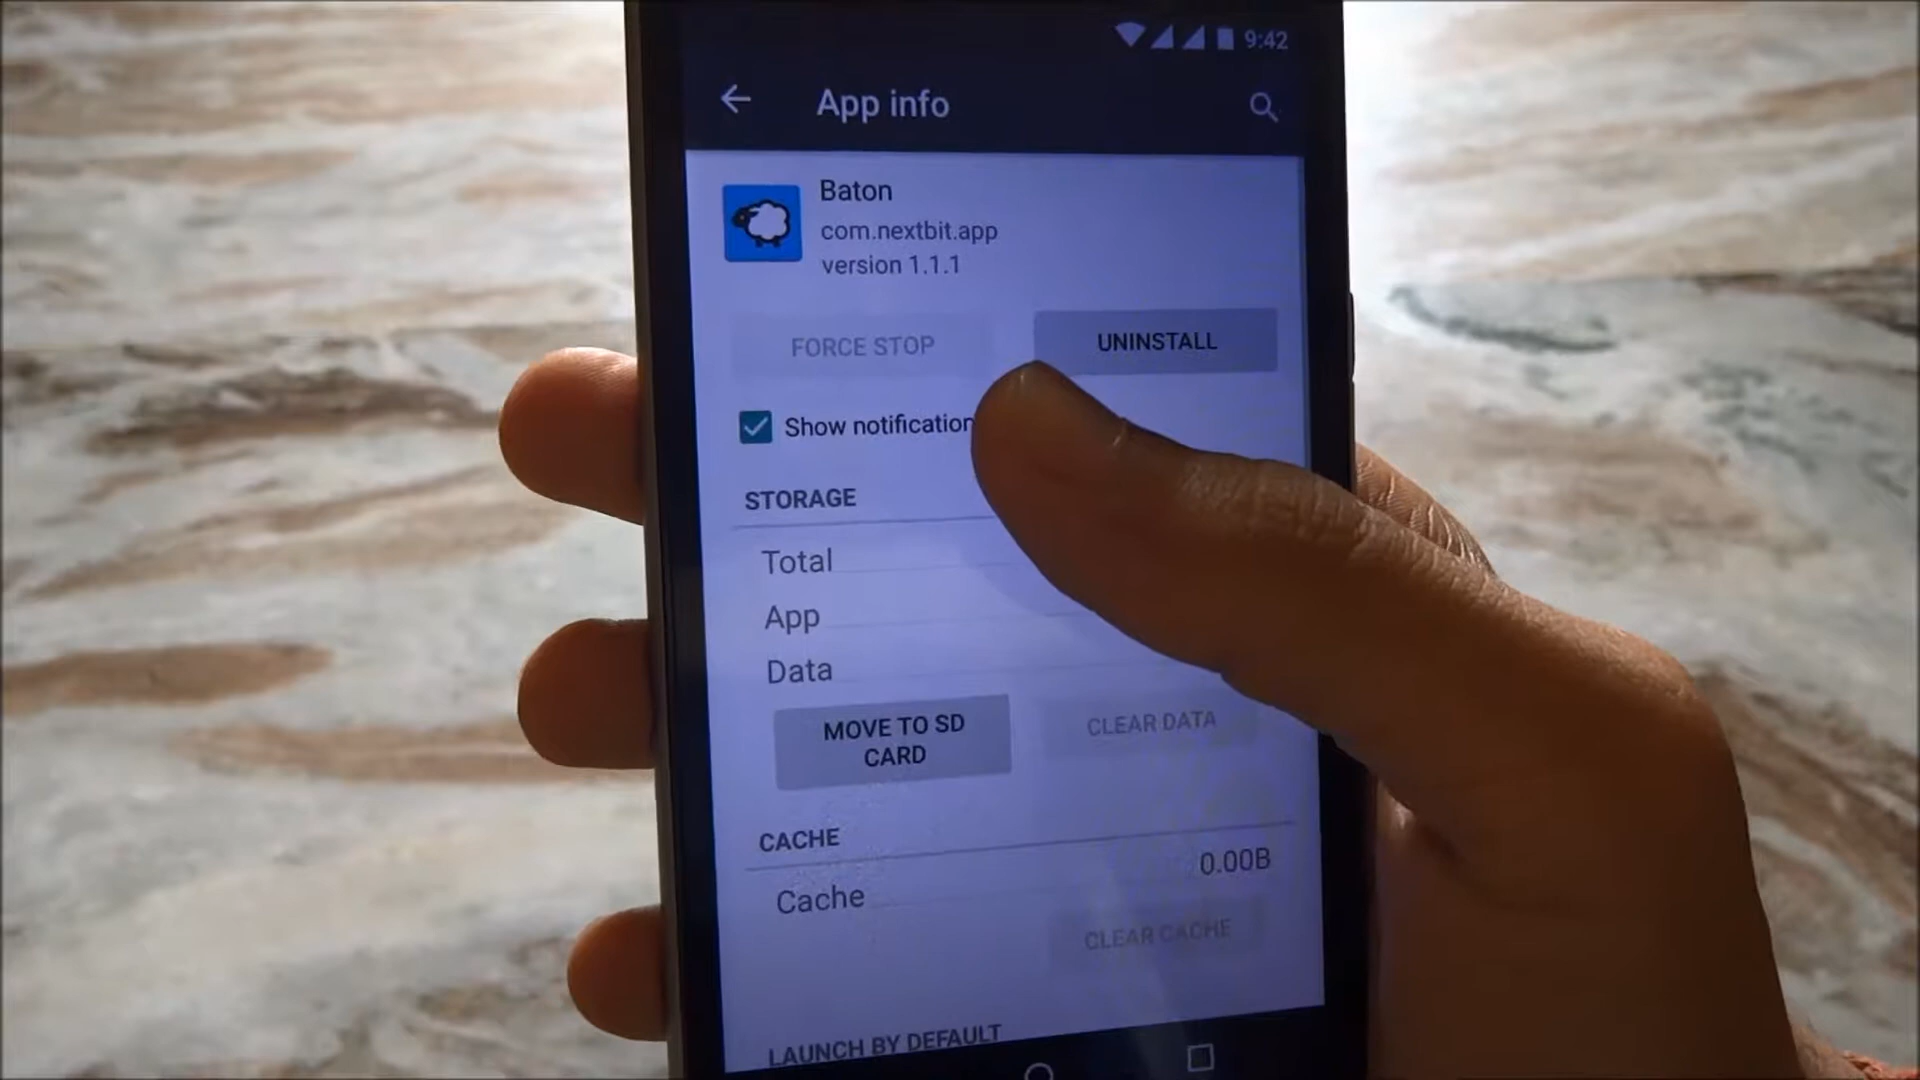 9:42
App info
Baton
com.nextbit.app
version 1.1.1
FORCE STOP
UNINSTALL
Show notification
STORAGE
Total
App
Data
MOVE TO SD
CARD
CLEAR DATA
CACHE
0.00B
Cache
CLEAR CACHE
LAUNCH BY DEFAULT